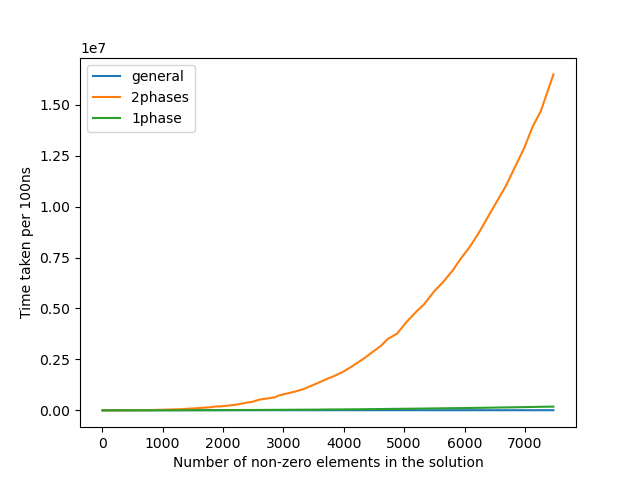 1e7
general
2phases
1phase
Time taken per 100ns
1.50
1.25
1.00
0.75
0.50
0.25
0.00
0 1000 2000 3000 4000 5000 6000 7000
Number of non-zero elements in the solution